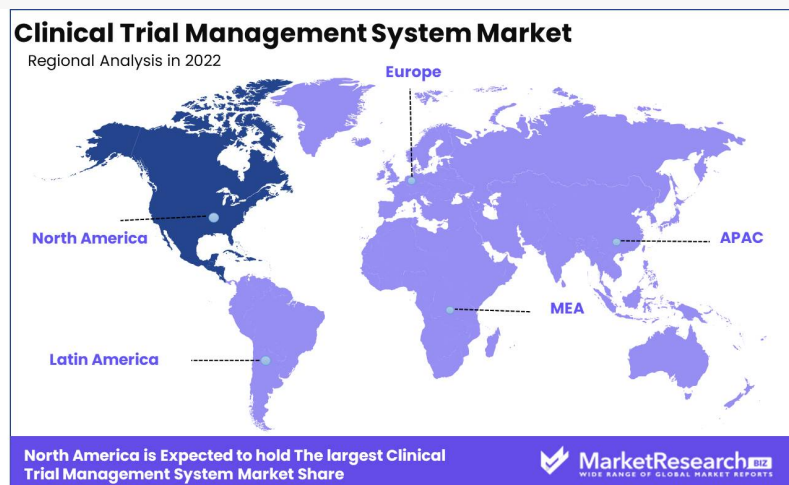 Clinical Trial Management System Market
Regional Analysis in 2022
Europe
North America
APAC
MEA
Latin America
North America is Expected to hold The largest Clinical
Trial Management System Market Share
MarketResearch BIZ
WIDE RANGE OF GLOBAL MARKET REPORTS